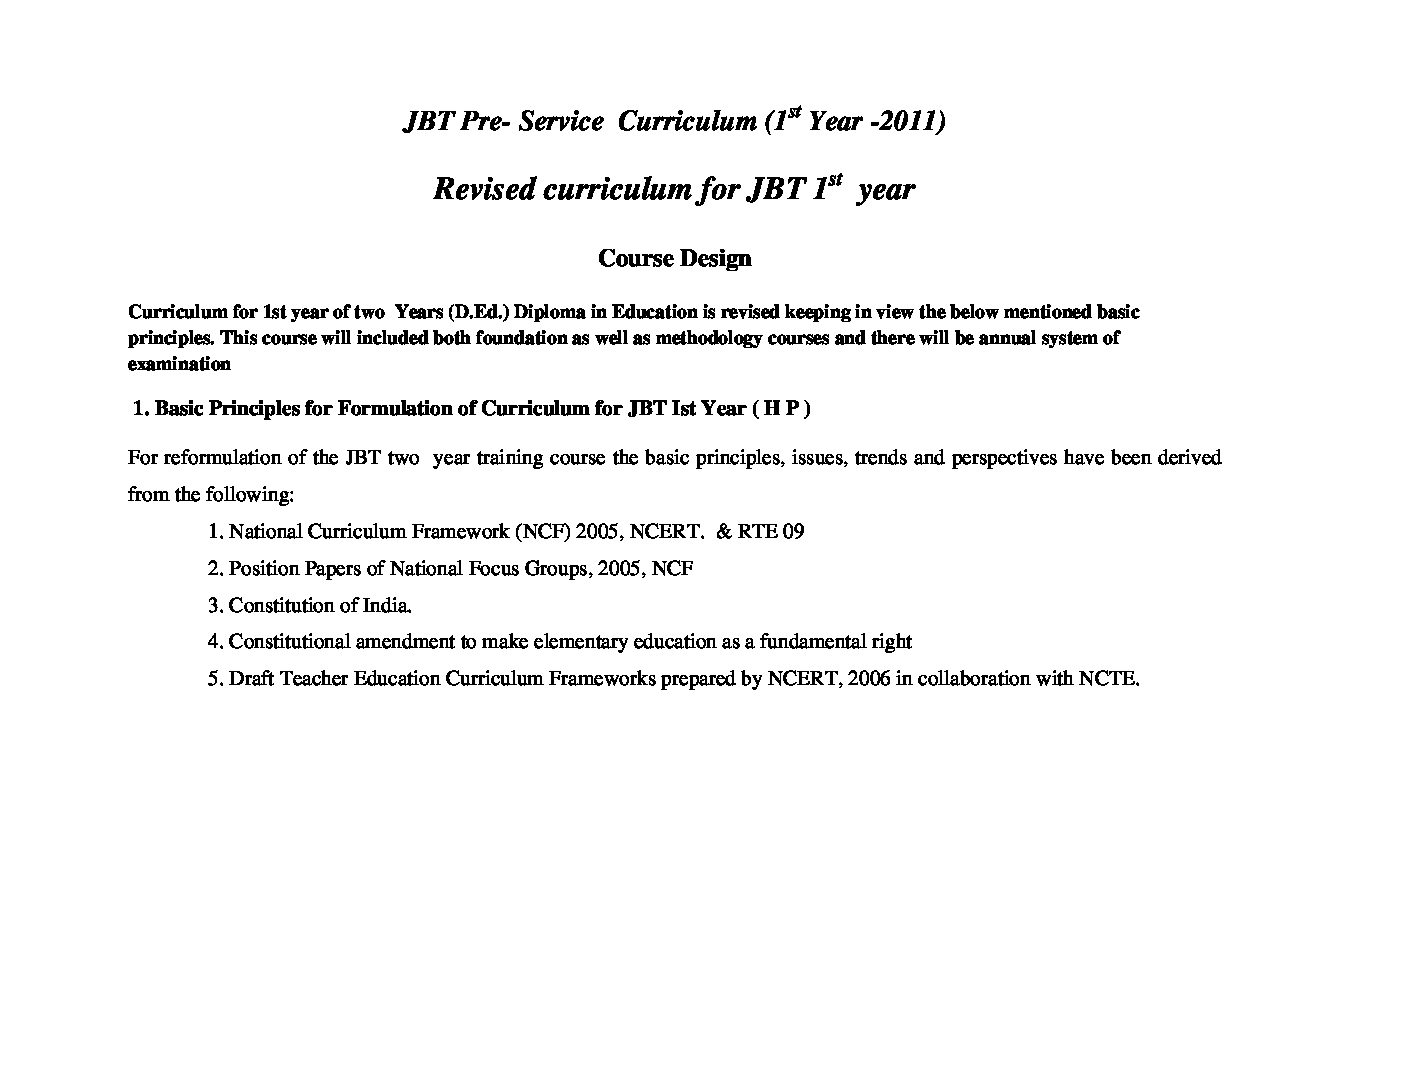 JBT Pre- Service Curriculum (1st Year -2011)
Revised curriculum for JBT 1st year
Course Design
Curriculum for 1st year of two Years (D.Ed.) Diploma in Education is revised keeping in view the below mentioned basic
principles. This course will included both foundation as well as methodology courses and there will be annual system of
examination
1. Basic Principles for Formulation of Curriculum for JBT Ist Year ( H P )
For reformulation of the JBT two year training course the basic principles, issues, trends and perspectives have been derived
from the following:
1. National Curriculum Framework (NCF) 2005, NCERT. & RTE 09
2. Position Papers of National Focus Groups, 2005, NCF
3. Constitution of India.
4. Constitutional amendment to make elementary education as a fundamental right
5. Draft Teacher Education Curriculum Frameworks prepared by NCERT, 2006 in collaboration with NCTE.